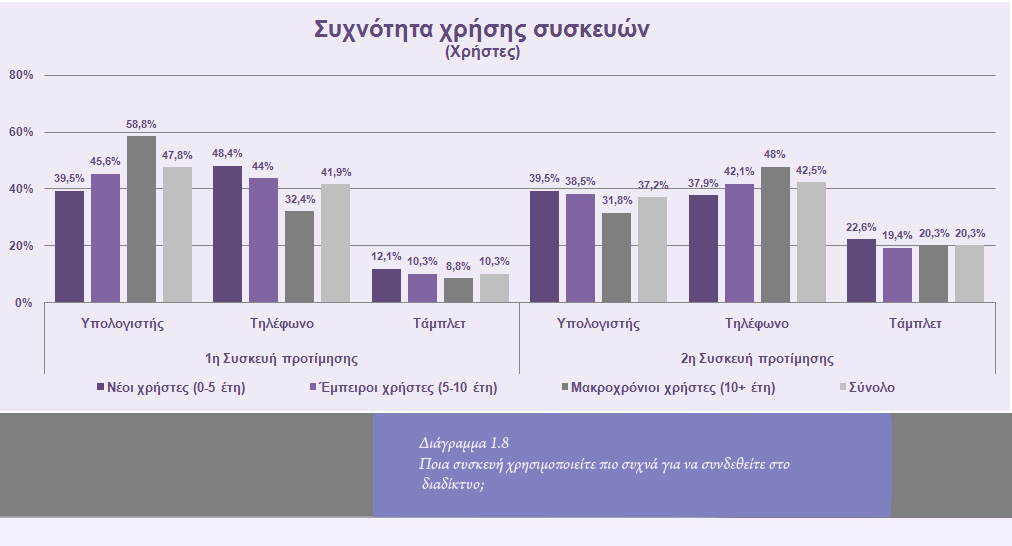 Συχνότητα χρήσης συσκευών
(Χρήστες)
80%
60%
40%
20%
0%
39,5% 45,6% 58,8% 47,8% 48,4% 44% 32,4% 41,9% 12,1% 10,3% 8,8% 10,3% 39,5% 38,5% 31,8% 37,2% 37,9% 42,1% 48% 42,5% 22,6% 19,4% 20,3% 20,3%
Υπολογιστής Τηλέφωνο Τάμπλετ Υπολογιστής Τηλέφωνο Τάμπλετ
1η Συσκευή προτίμησης 2η Συσκευή προτίμησης
Νέοι χρήστες (0-5 έτη) Έμπειροι χρήστες (5-10 έτη) Μακροχρόνιοι χρήστες (10+ έτη) Σύνολο
Διάγραμμα 1.8
Ποια συσκευή χρησιμοποιείτε πιο συχνά για να συνδεθείτε στο
διαδίκτυο;